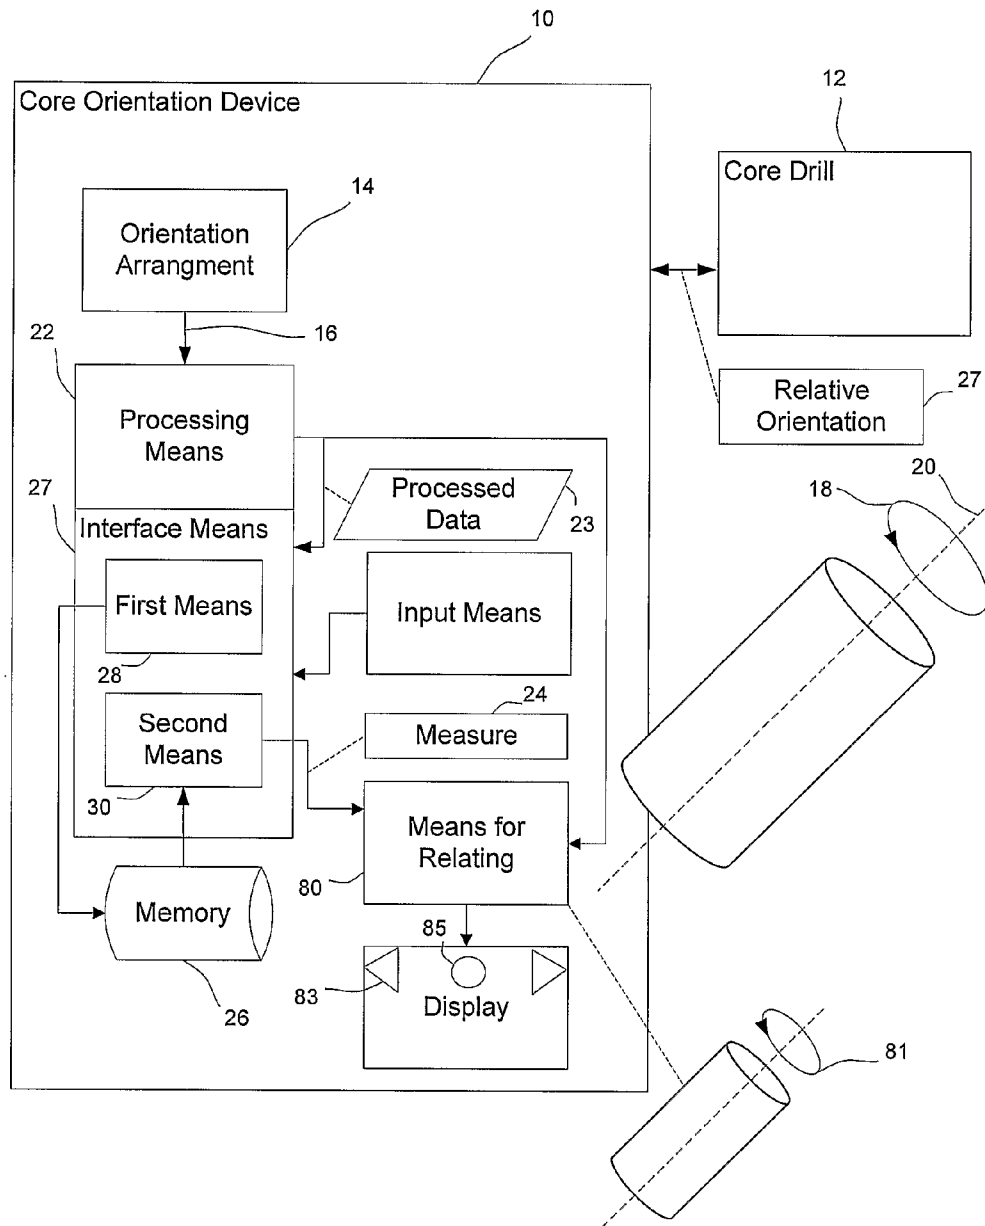 10
Core Orientation Device
12
Core Drill
14
Orientation
Arrangment
16
22
Processing
Means
Relative
Orientation
27
20
18
27
Processed
Data
23
Interface Means
First Means
28
Input Means
24
Second
Means
Measure
30
Means for
Relating
80
Memory
26
85
83
Display
81